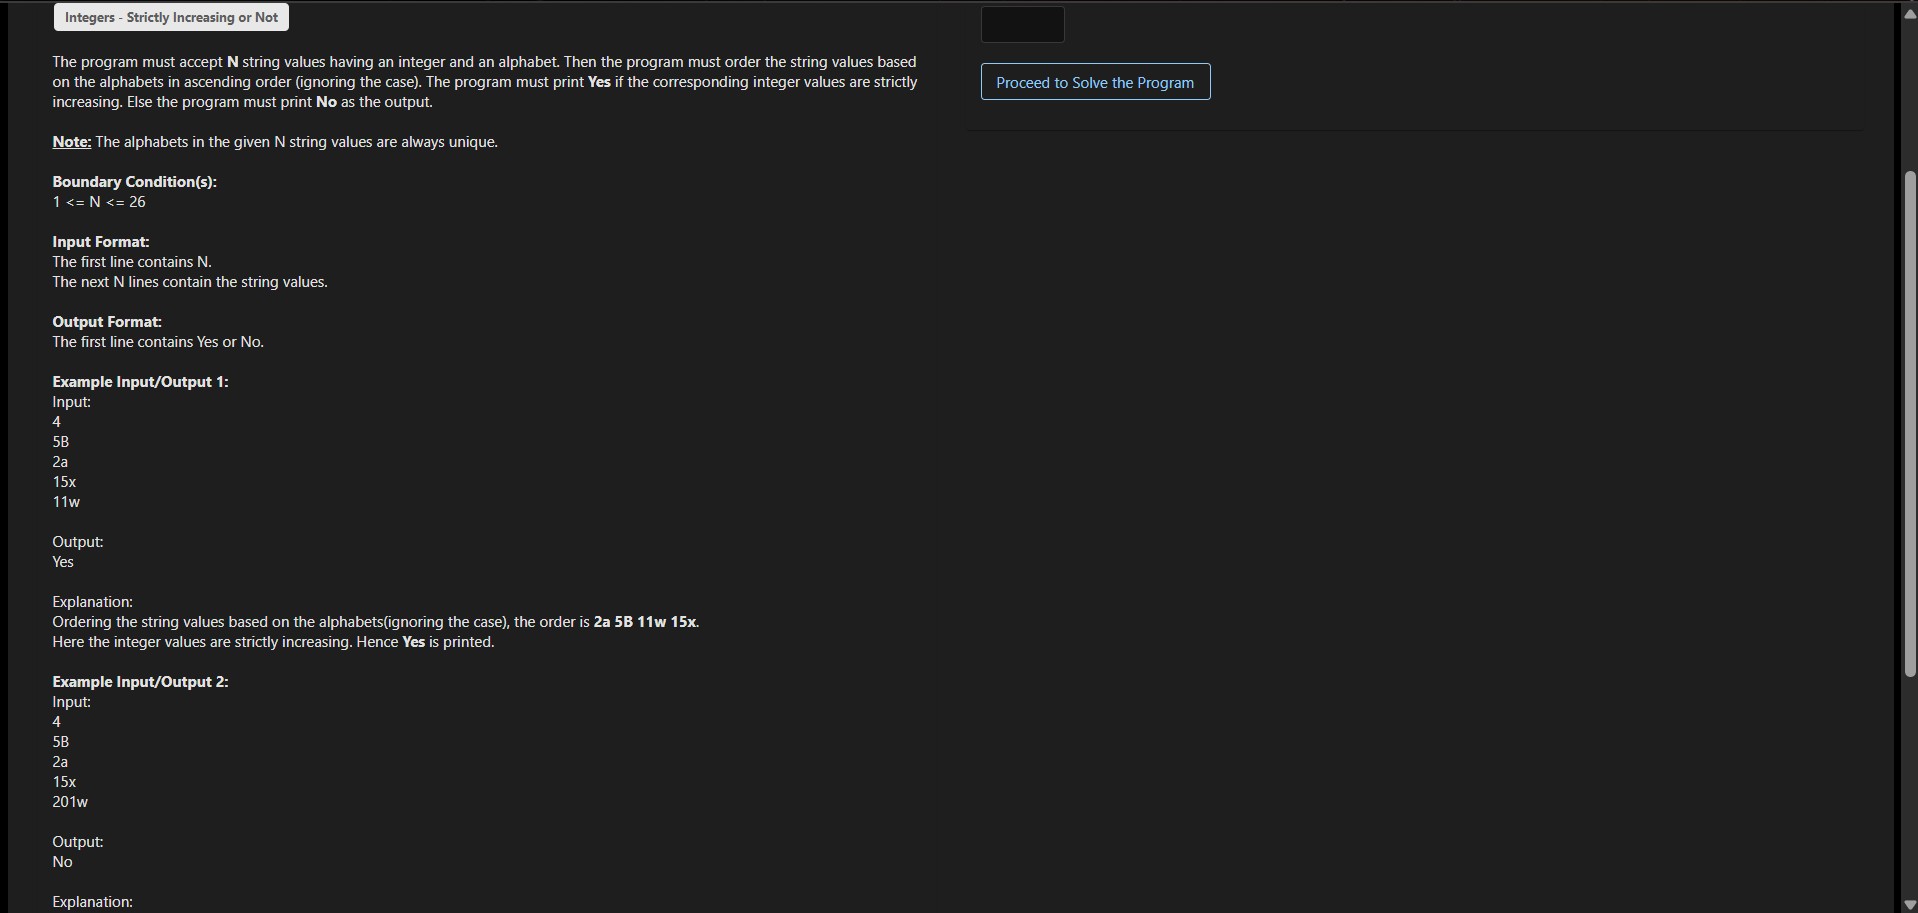 Integers - Strictly Increasing or Not
The program must accept N string values having an integer and an alphabet. Then the program must order the string values based
on the alphabets in ascending order (ignoring the case). The program must print Yes if the corresponding integer values are strictly
increasing. Else the program must print No as the output.
Note: The alphabets in the given N string values are always unique.
Boundary Condition(s):
1 <= N <= 26
Input Format:
The first line contains N.
The next N lines contain the string values.
Output Format:
The first line contains Yes or No.
Example Input/Output 1:
Input:
4
5B
2a
15x
11w
Output:
Yes
Explanation:
Ordering the string values based on the alphabets(ignoring the case), the order is 2a 5B 11w 15x.
Here the integer values are strictly increasing. Hence Yes is printed.
Example Input/Output 2:
Input:
4
5B
2a
15x
201w
Output:
No
Explanation:
Proceed to Solve the Program